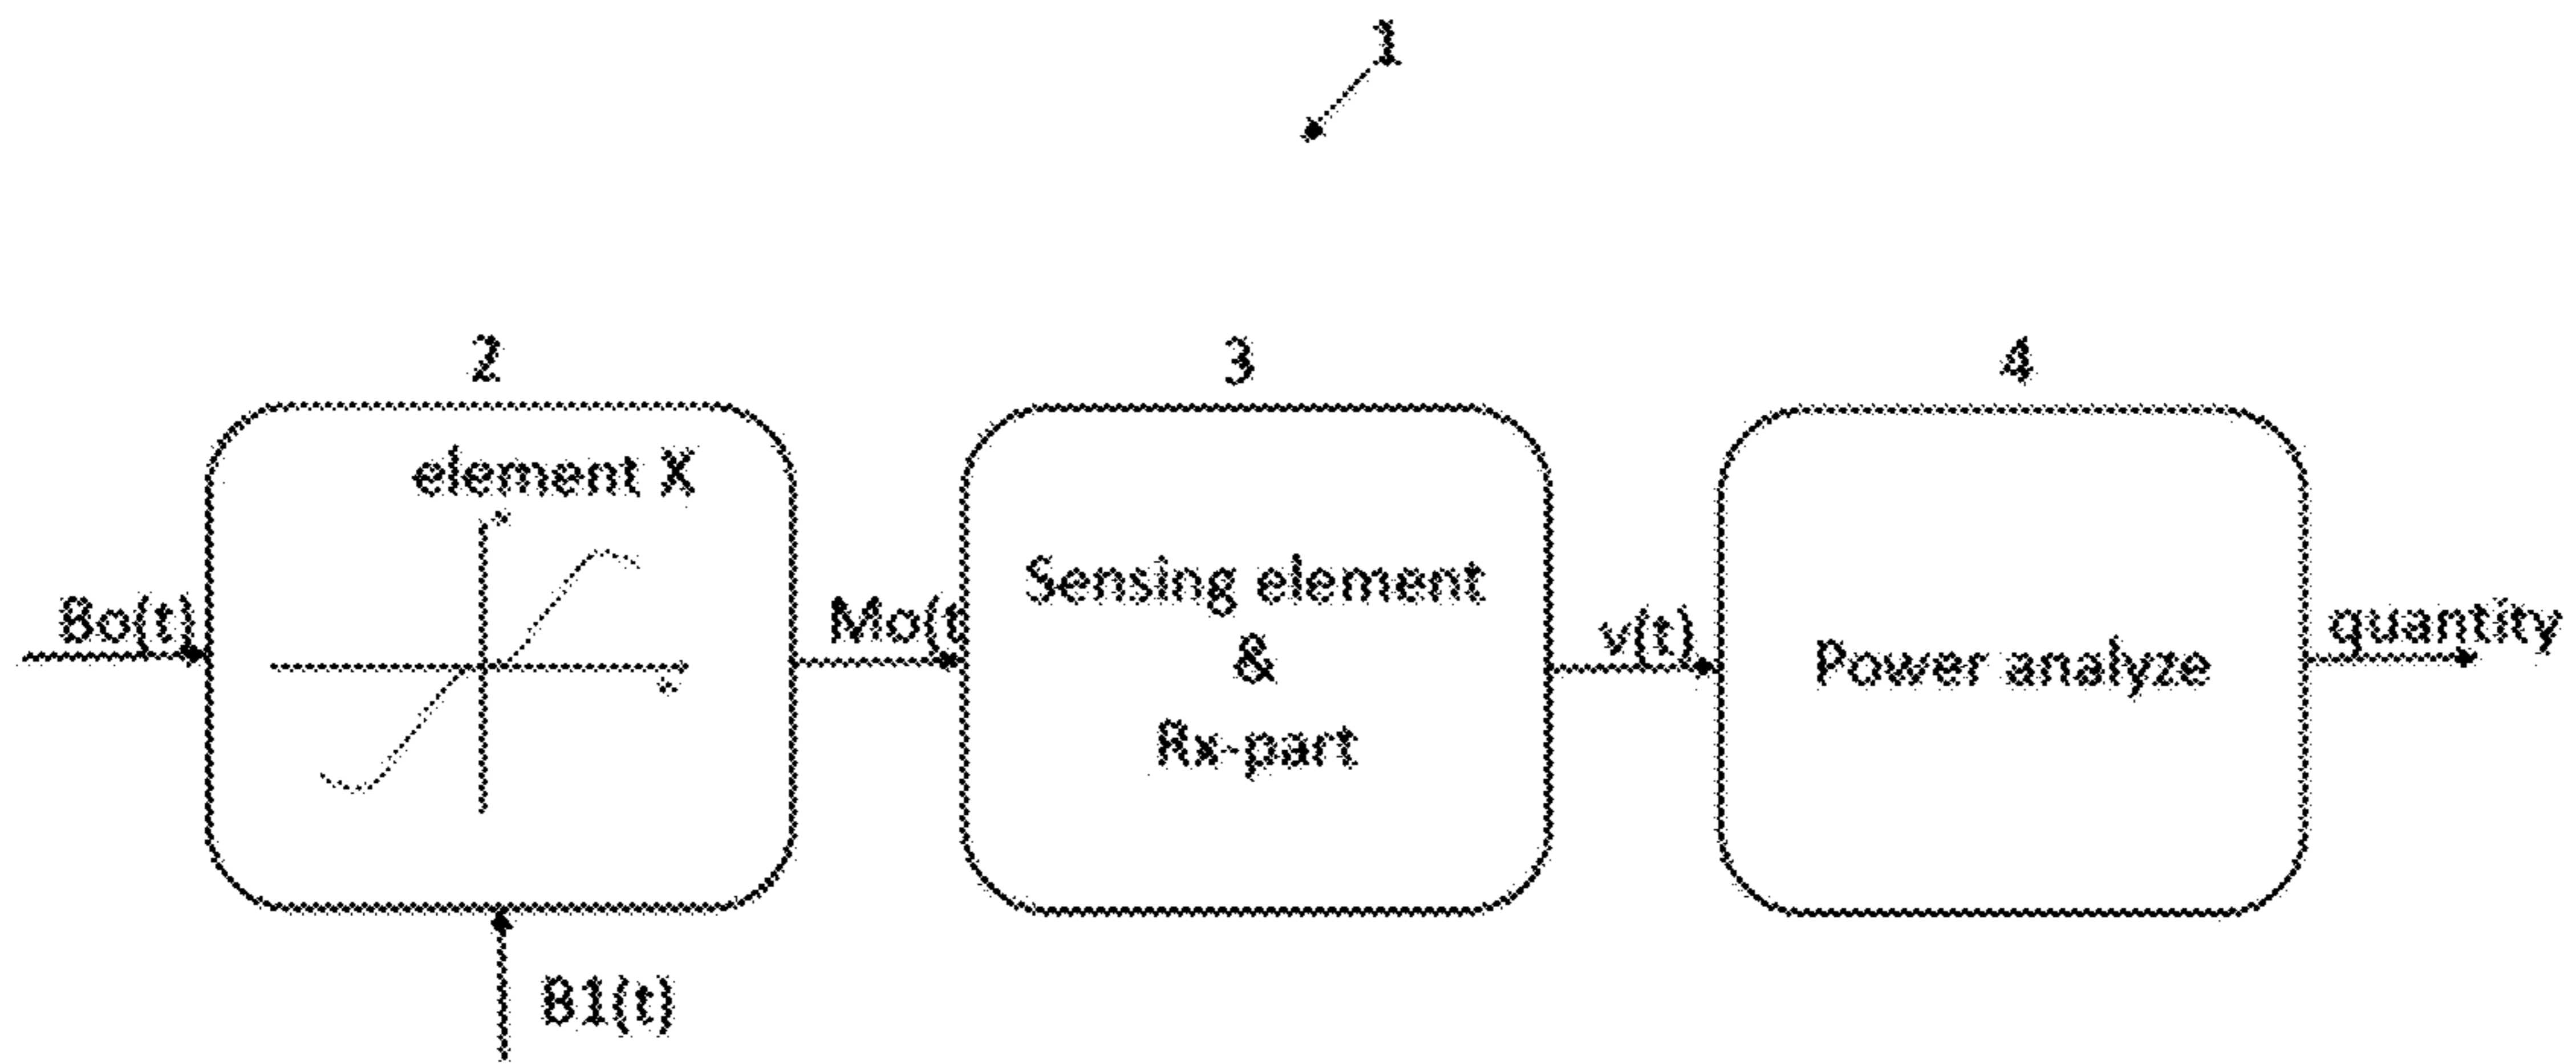 1
2
3
4
element X
Sensing element
&
Rx-part
Power analyze
Bo(t)
Mo(t
v(t)
quantity
B1(t)